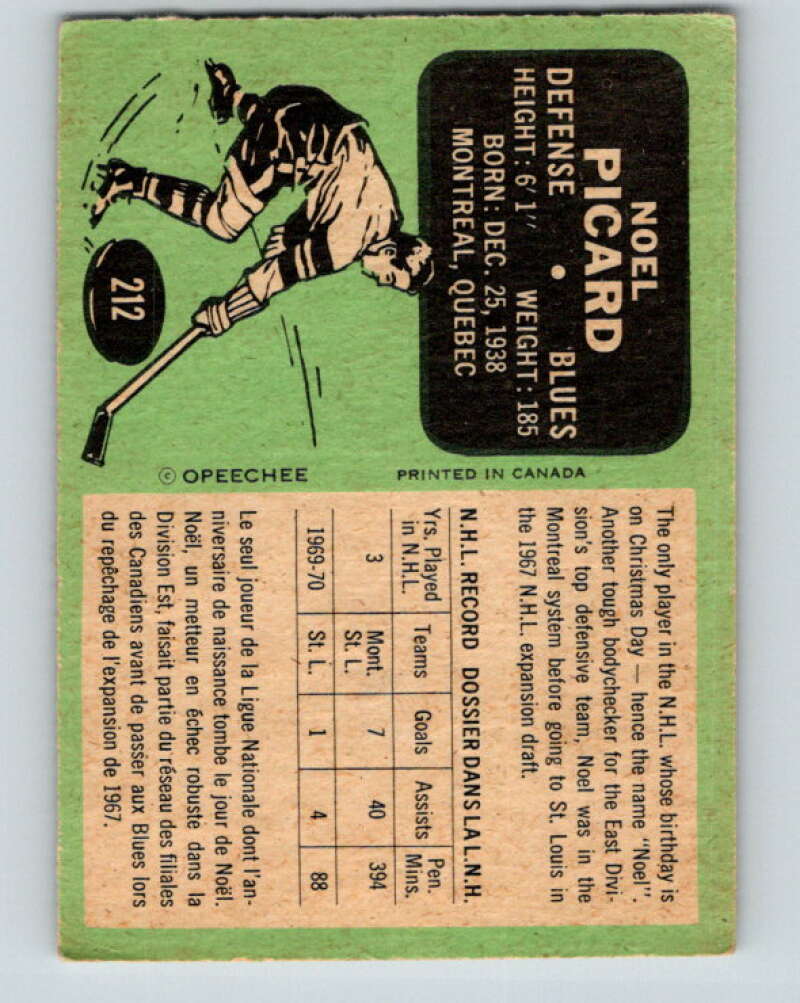 NOEL
PICARD
DEFENSE • BLUES
HEIGHT: 6'1" WEIGHT: 185
BORN: DEC. 25, 1938
MONTREAL, QUEBEC
212
© OPEECHEE
PRINTED IN CANADA
The only player in the N.H.L. whose birthday is
on Christmas Day — hence the name "Noel".
Another tough bodychecker for the East Divi-
sion's top defensive team, Noel was in the
Montreal system before going to St. Louis in
the 1967 N.H.L. expansion draft.
N.H.L. RECORD DOSSIER DANS LA L.N.H.
Yrs. Played in N.H.L. Teams Goals Assists Pen. Mins.
3 Mont. St. L. 7 40 394
1969-70 St. L. 1 4 88
Le seul joueur de la Ligue Nationale dont l'an-
niversaire de naissance tombe le jour de Noël.
Noël, un metteur en échec robuste dans la
Division Est, faisait partie du réseau des filiales
des Canadiens avant de passer aux Blues lors
du repêchage de l'expansion de 1967.